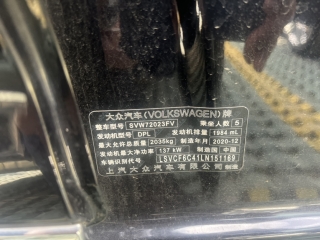 大众汽车(VOLKSWAGEN)牌
整车型号 SVW72023FV 乘坐人数 5
发动机型号 DPL 发动机排量 1984 mL
最大允许总质量 2035kg 制造年月 2020-12
发动机最大净功率 137 kW 制造国 中国
车辆识别代号 LSVCF6C41LN151169
上汽大众汽车有限公司 制造